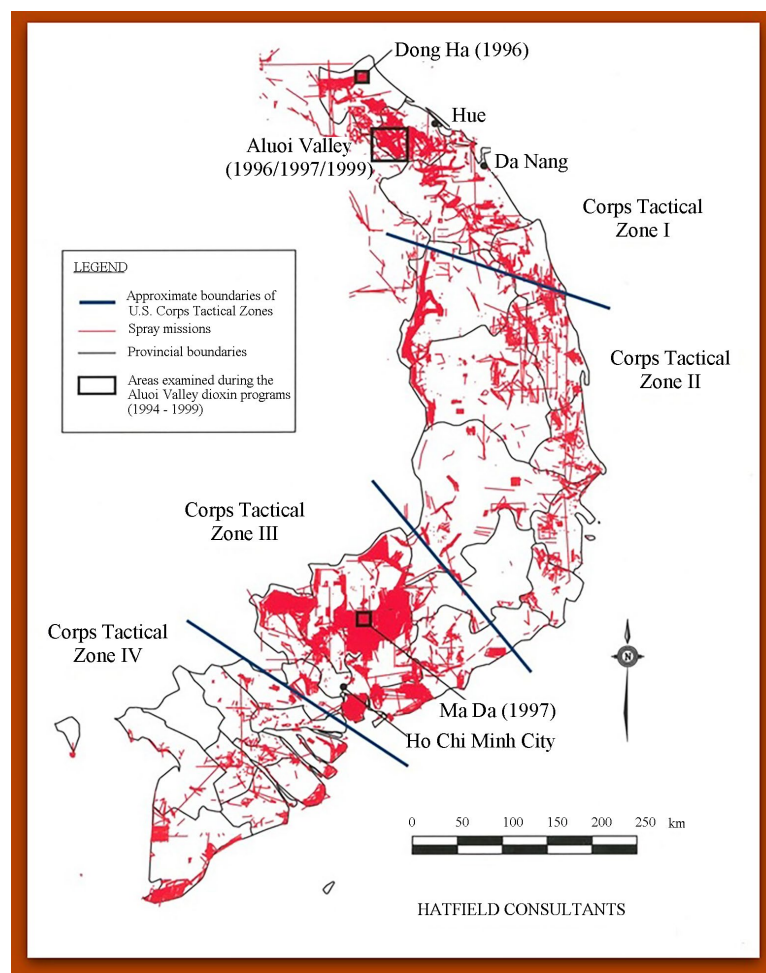 Dong Ha (1996)
Hue
Aluoi Valley
(1996/1997/1999)
Da Nang
Corps Tactical
Zone I
LEGEND
Approximate boundaries of
U.S. Corps Tactical Zones
Spray missions
Provincial boundaries
Areas examined during the
Aluoi Valley dioxin programs
(1994 - 1999)
Corps Tactical
Zone II
Corps Tactical
Zone III
Corps Tactical
Zone IV
N
Ma Da (1997)
Ho Chi Minh City
0 50 100 150 200 250 km
HATFIELD CONSULTANTS